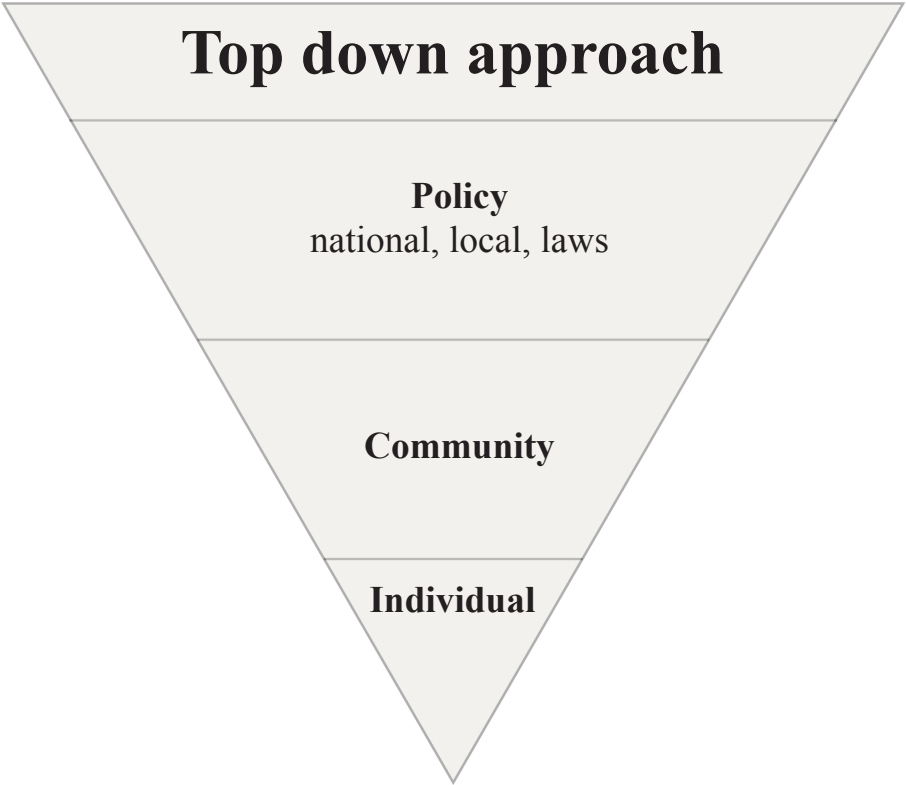 Top down approach
Policy
national, local, laws
Community
Individual